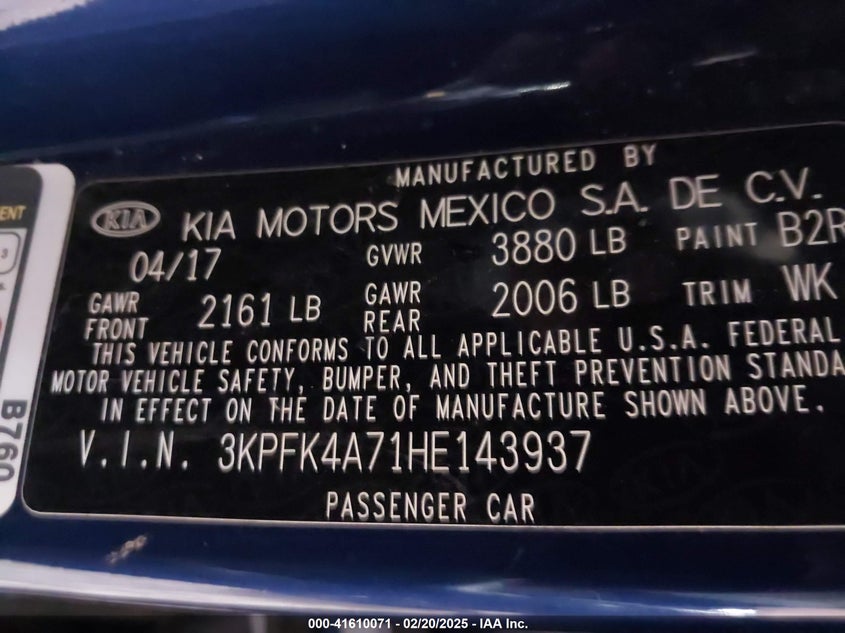 MANUFACTURED BY
KIA KIA MOTORS MEXICO S.A. DE C.V.
04/17 GVWR 3880 LB PAINT B2R
GAWR FRONT 2161 LB GAWR REAR 2006 LB TRIM WK
THIS VEHICLE CONFORMS TO ALL APPLICABLE U.S.A. FEDERAL
MOTOR VEHICLE SAFETY, BUMPER, AND THEFT PREVENTION STANDA
IN EFFECT ON THE DATE OF MANUFACTURE SHOWN ABOVE.
V.I.N. 3KPFK4A71HE143937
PASSENGER CAR
ENT
3
B760
000-41610071 - 02/20/2025 - IAA Inc.